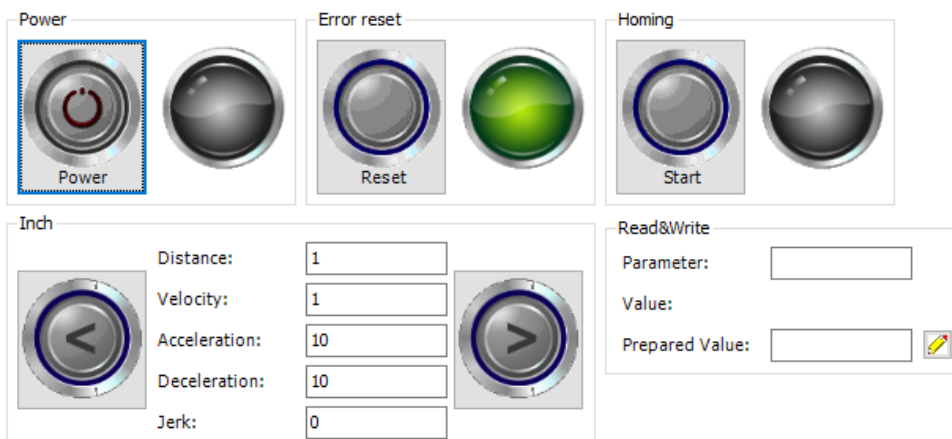 Power
Power
Error reset
Reset
Homing
Start
Inch
<
Distance: 1
Velocity: 1
Acceleration: 10
Deceleration: 10
Jerk: 0
>
Read&Write
Parameter:
Value:
Prepared Value: